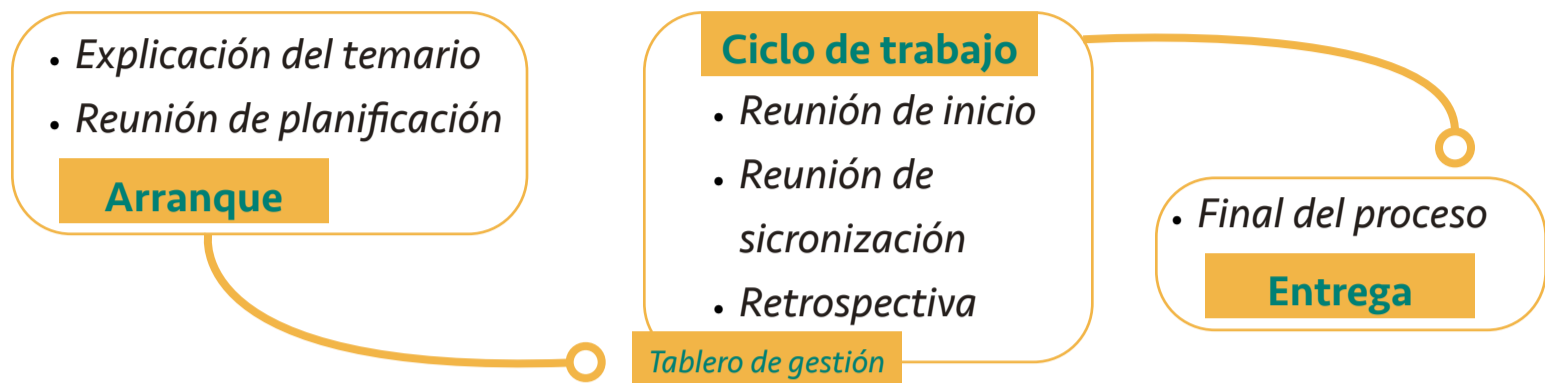 • Explicación del temario
• Reunión de planificación
Arranque
Ciclo de trabajo
• Reunión de inicio
• Reunión de
sicronización
• Retrospectiva
Tablero de gestión
• Final del proceso
Entrega